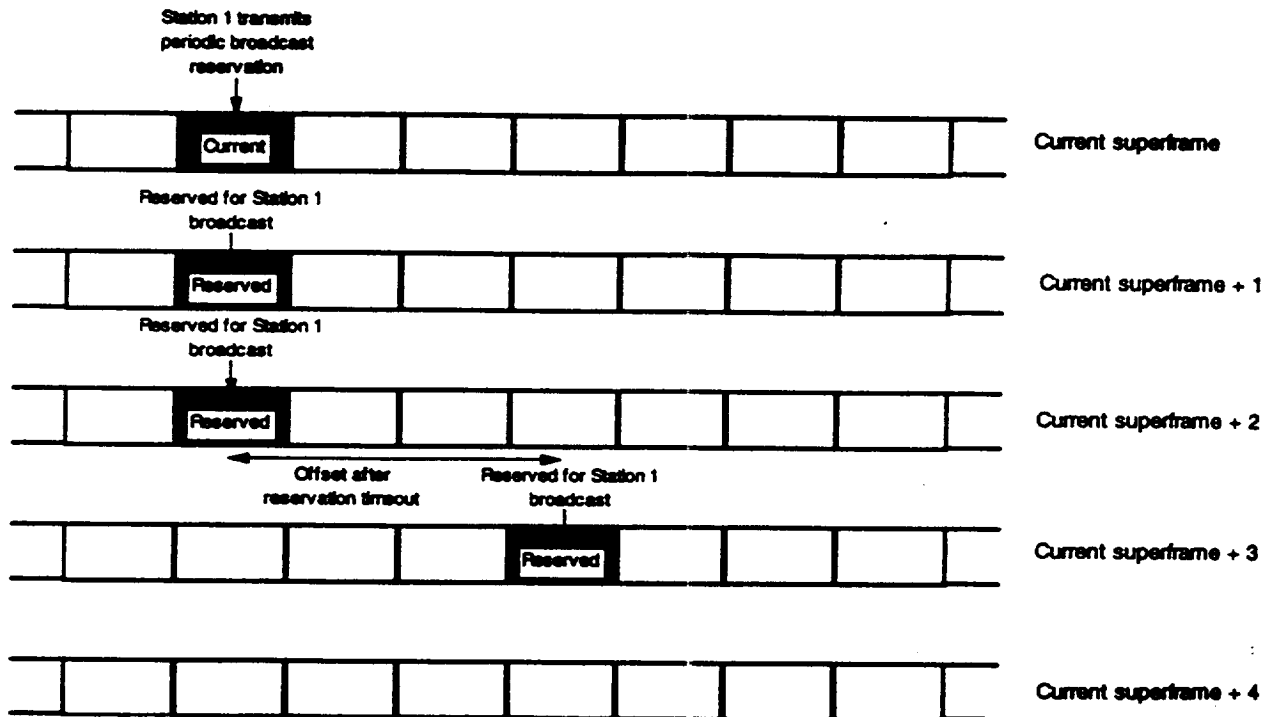 Station 1 transmits
periodic broadcast
reservation
Current
Current superframe
Reserved for Station 1
broadcast
Reserved
Current superframe + 1
Reserved for Station 1
broadcast
Reserved
Current superframe + 2
Offset after
reservation timeout
Reserved for Station 1
broadcast
Reserved
Current superframe + 3
Current superframe + 4